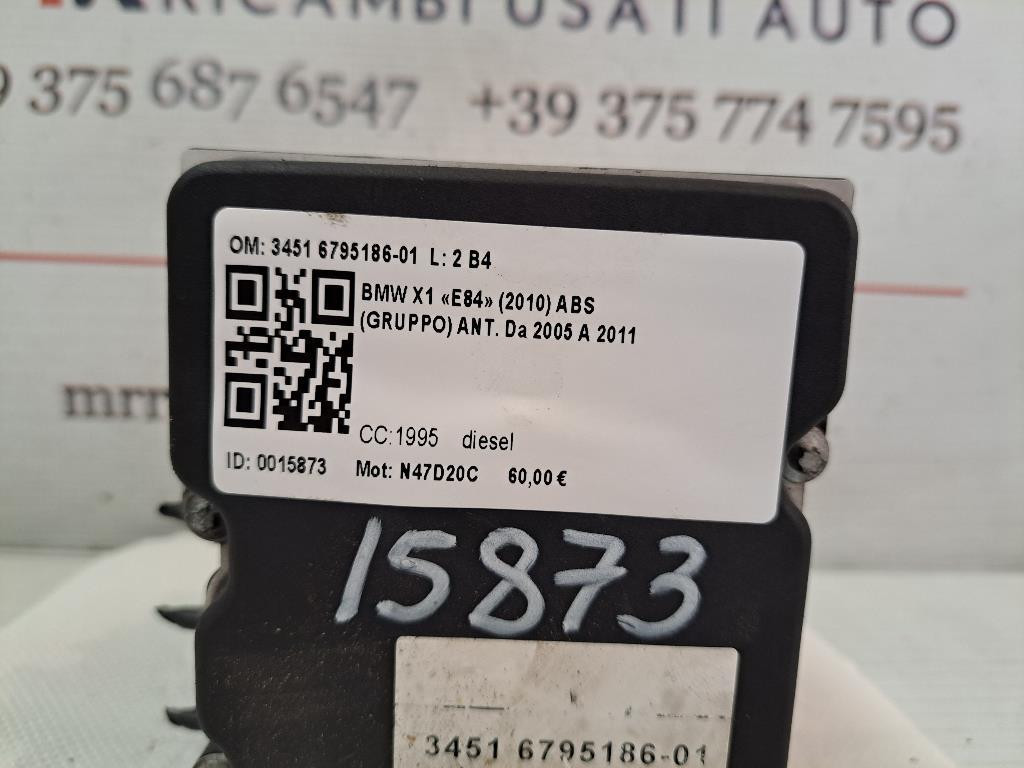 RICAMBI USATI AUTO
9 375 687 6547 +39 375 774 7595
OM: 3451 6795186-01 L: 2 B4
BMW X1 «E84» (2010) ABS
(GRUPPO) ANT. Da 2005 A 2011
CC:1995 diesel
ID: 0015873 Mot: N47D20C 60,00 €
15873
3451 6795186-01